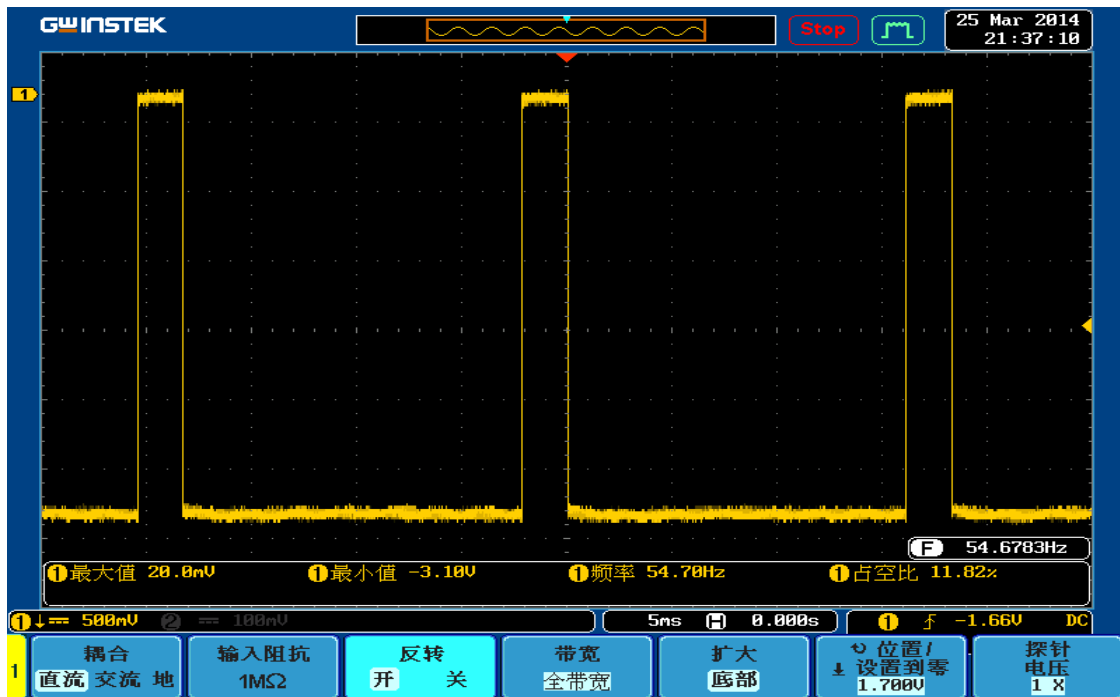 GWINSTEK
Stop
25 Mar 2014
21:37:10
1
F 54.6783Hz
1最大值 20.0mV 1最小值 -3.10V 1频率 54.70Hz 1占空比 11.82%
1 500mV 2 100mV 5ms H 0.000s 1 -1.66V DC
1
耦合
直流 交流 地
输入阻抗
1MΩ
反转
开 关
带宽
全带宽
扩大
底部
位置/
设置到零
1.700V
探针
电压
1 X